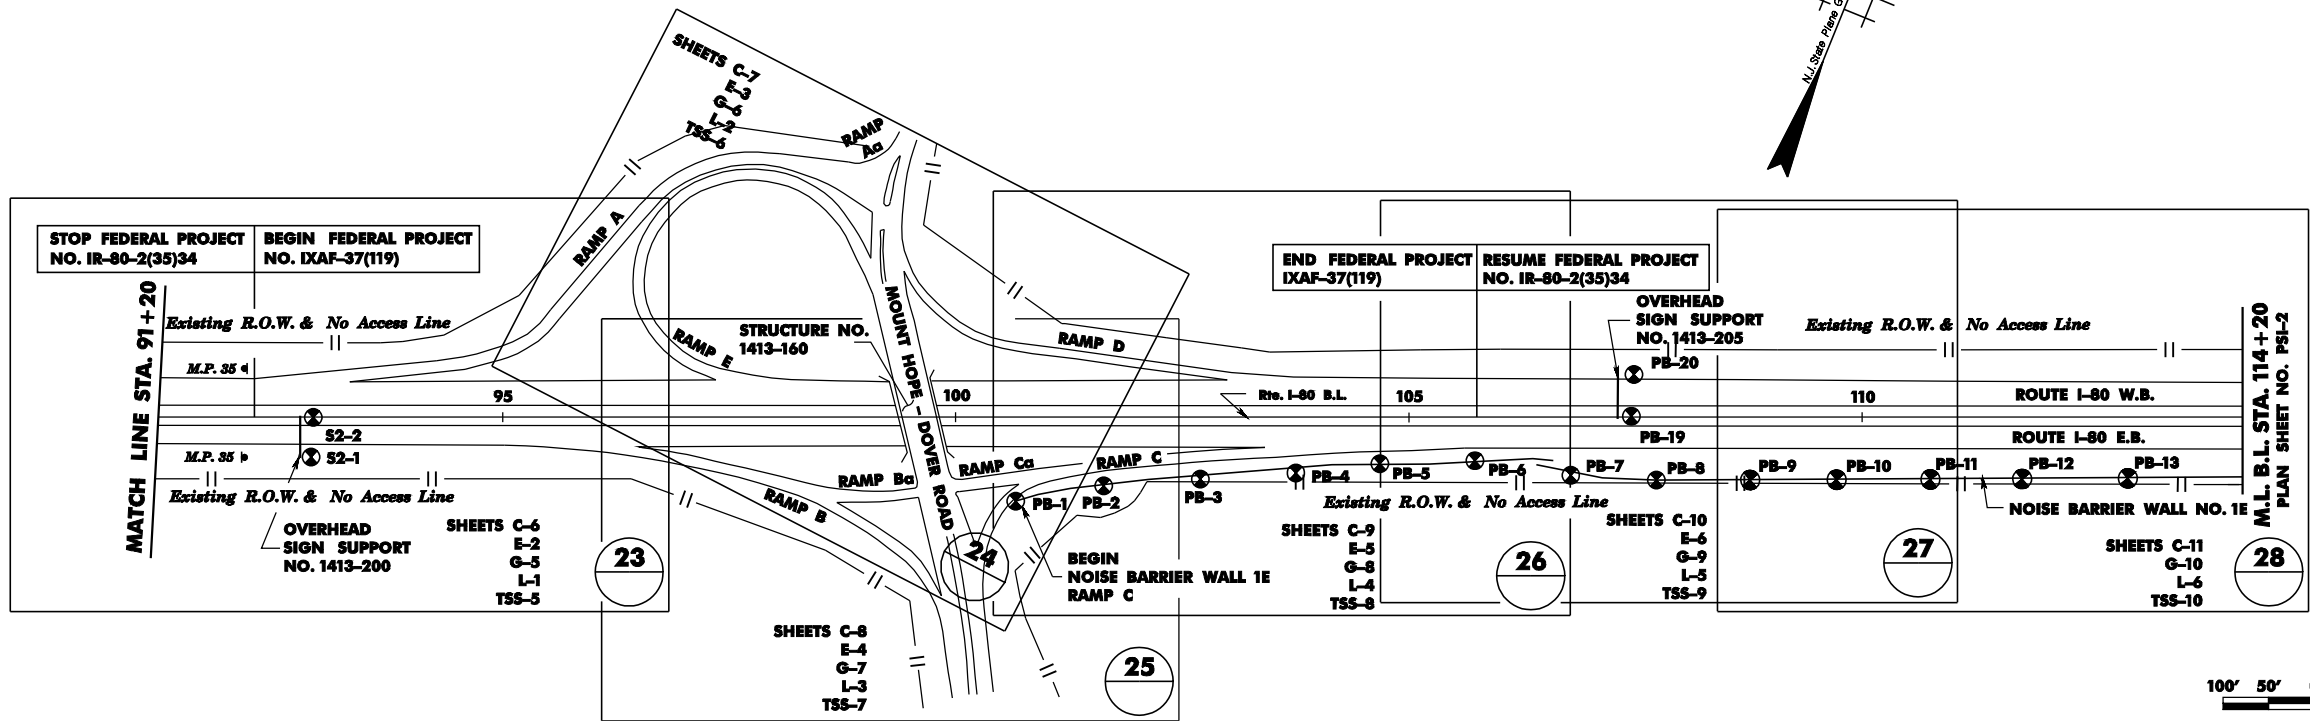 N.J. State Plane G
SHEETS C-7
E-3
G-6
L-2
TSS-6
RAMP
Aa
STOP FEDERAL PROJECT
NO. IR-80-2(35)34
BEGIN FEDERAL PROJECT
NO. IXAF-37(119)
RAMP A
END FEDERAL PROJECT
IXAF-37(119)
RESUME FEDERAL PROJECT
NO. IR-80-2(35)34
MATCH LINE STA. 91+20
Existing R.O.W. & No Access Line
M.P. 35
STRUCTURE NO.
1413-160
RAMP E
MOUNT HOPE - DOVER ROAD
RAMP D
OVERHEAD
SIGN SUPPORT
NO. 1413-205
PB-20
Existing R.O.W. & No Access Line
M.L. B.L. STA. 114+20
PLAN SHEET NO. PSI-2
95
100
Rte. I-80 B.L.
105
110
ROUTE I-80 W.B.
S2-2
S2-1
M.P. 35
PB-19
ROUTE I-80 E.B.
Existing R.O.W. & No Access Line
RAMP Ba
RAMP Ca
RAMP C
RAMP B
PB-1
PB-2
PB-3
PB-4
PB-5
PB-6
PB-7
PB-8
PB-9
PB-10
PB-11
PB-12
PB-13
Existing R.O.W. & No Access Line
NOISE BARRIER WALL NO. 1E
OVERHEAD
SIGN SUPPORT
NO. 1413-200
SHEETS C-6
E-2
G-5
L-1
TSS-5
23
24
BEGIN
NOISE BARRIER WALL 1E
RAMP C
SHEETS C-9
E-5
G-8
L-4
TSS-8
26
SHEETS C-10
E-6
G-9
L-5
TSS-9
27
SHEETS C-11
G-10
L-6
TSS-10
28
SHEETS C-8
E-4
G-7
L-3
TSS-7
25
100' 50'